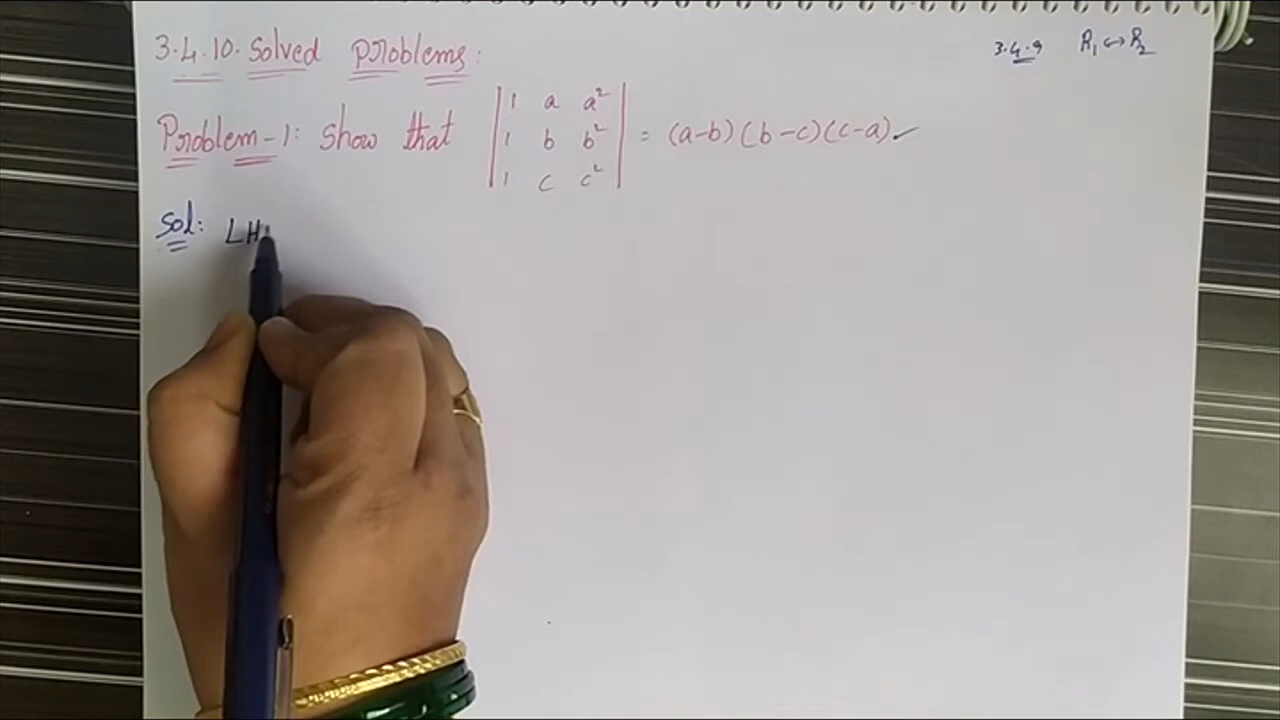 3.4.10. Solved Problems:
3.4.9 R₁↔R₂
Problem-1: Show that | 1 a a² | = (a-b)(b-c)(c-a).
| 1 b b² |
| 1 c c² |
Sol: LH